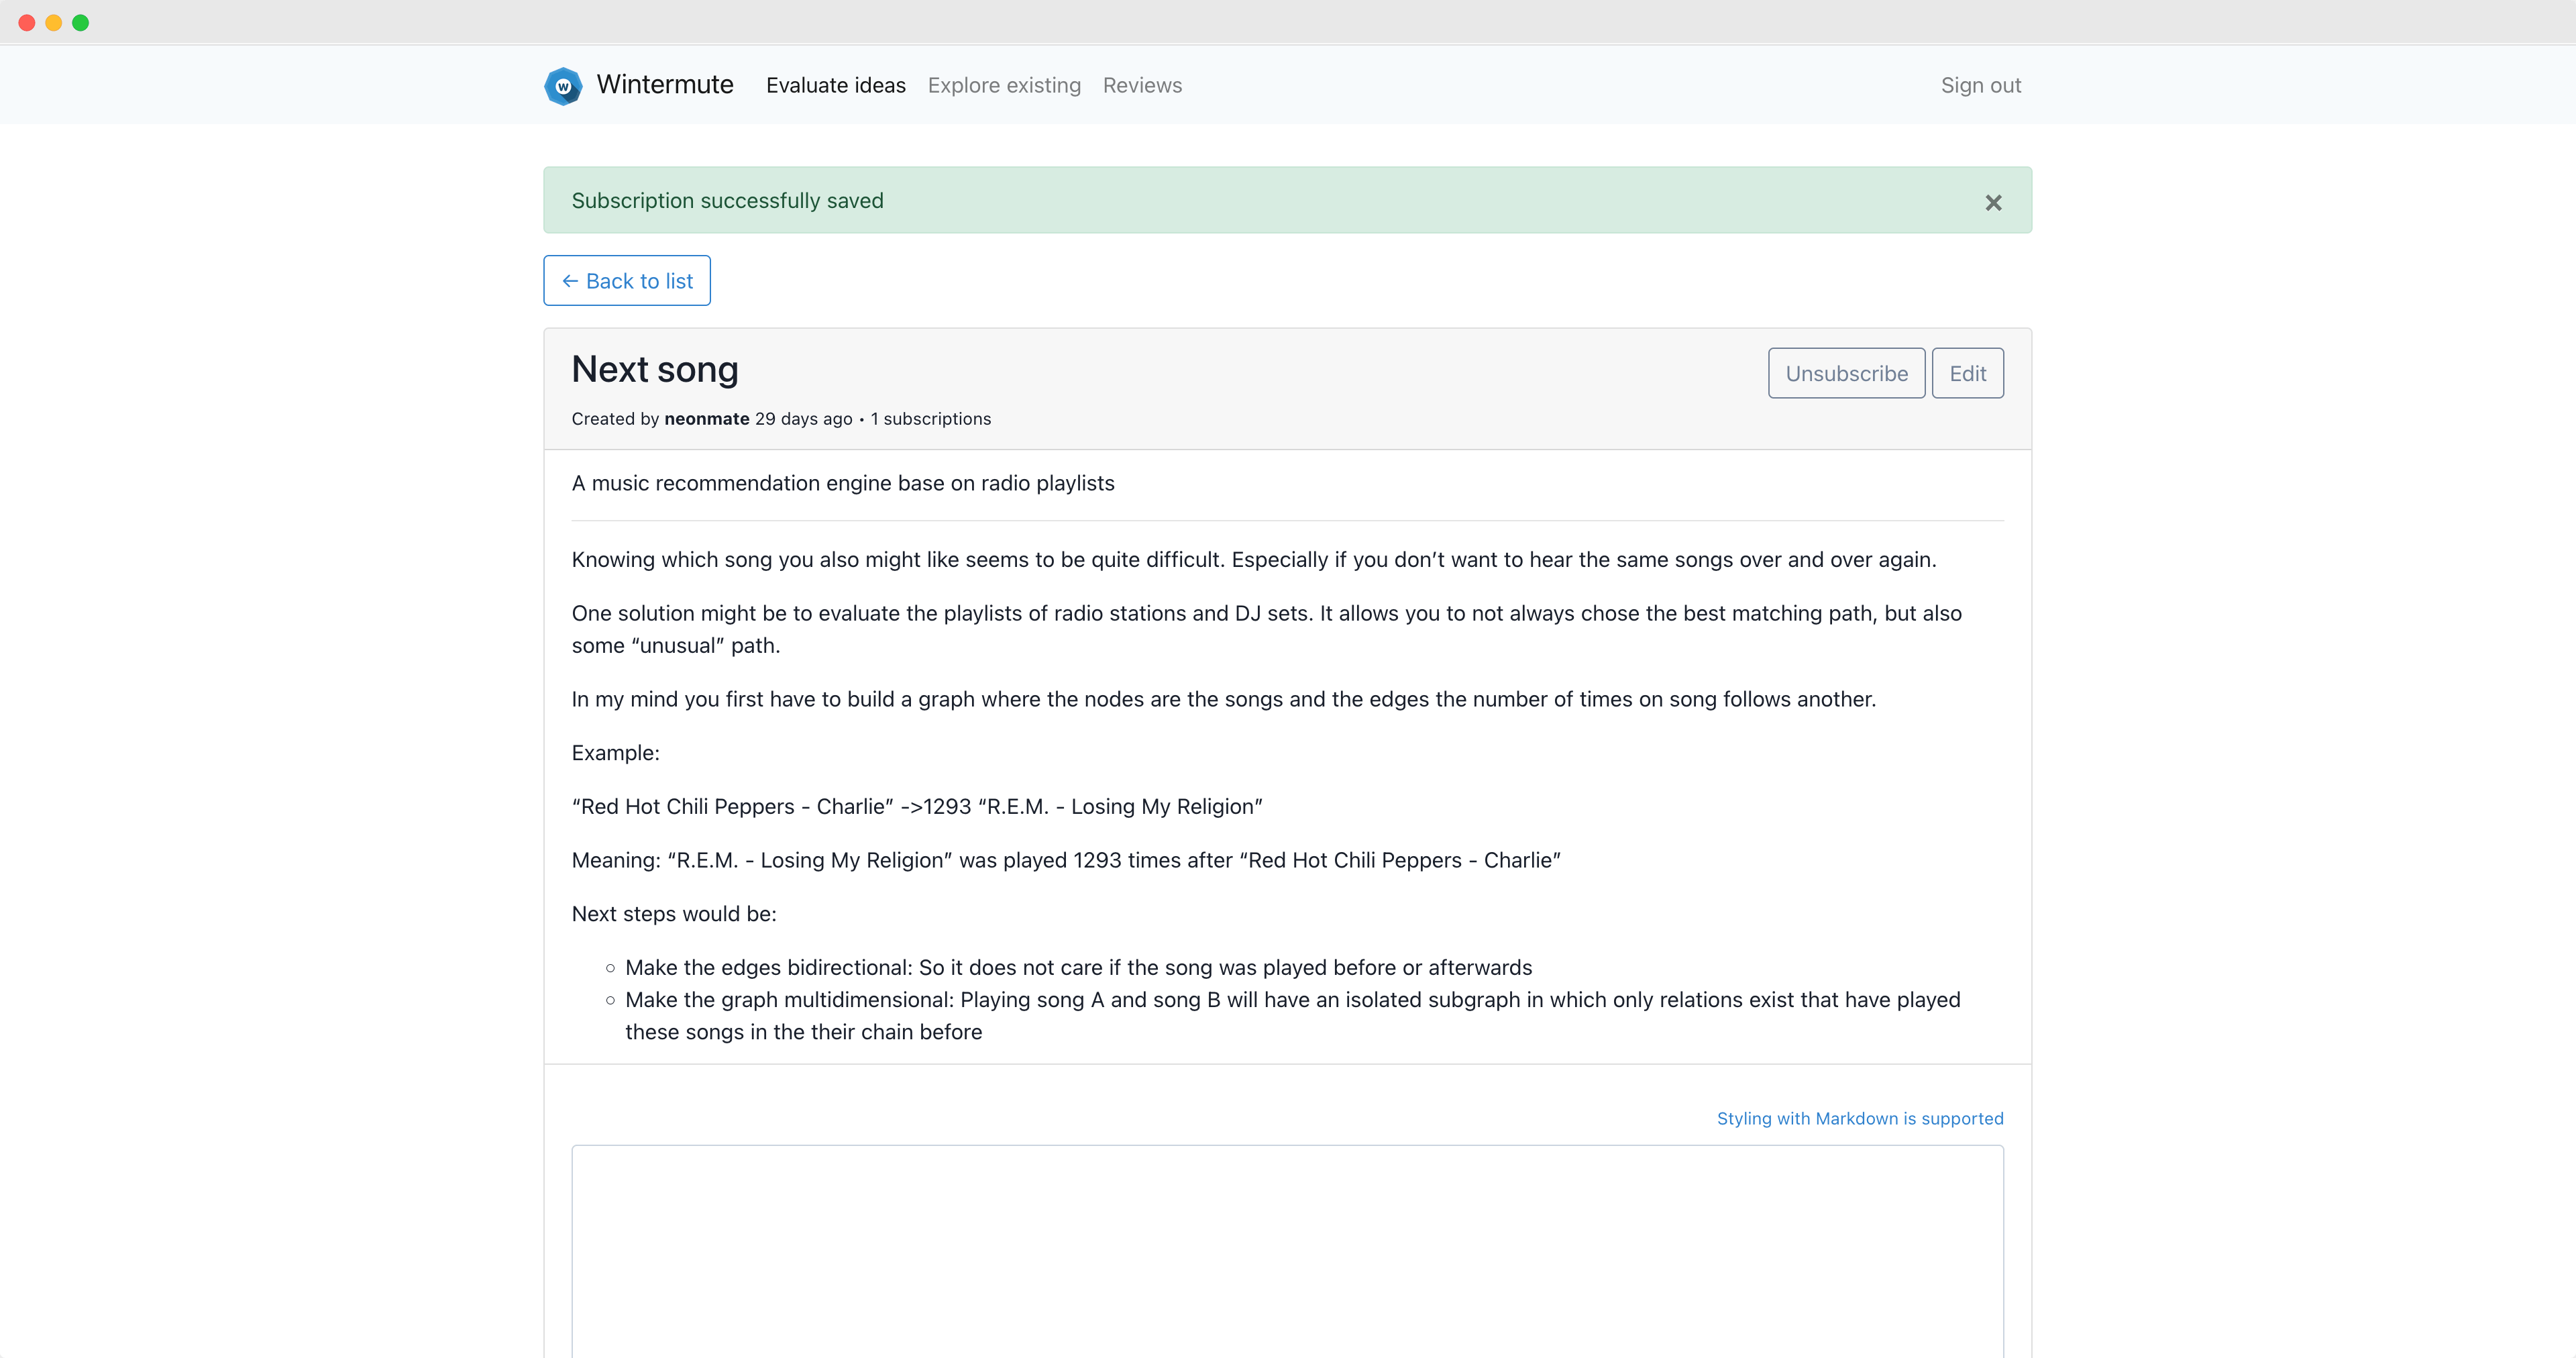 W Wintermute Evaluate ideas Explore existing Reviews Sign out
Subscription successfully saved ×
← Back to list
Next song Unsubscribe Edit
Created by neonmate 29 days ago • 1 subscriptions
A music recommendation engine base on radio playlists
Knowing which song you also might like seems to be quite difficult. Especially if you don’t want to hear the same songs over and over again.
One solution might be to evaluate the playlists of radio stations and DJ sets. It allows you to not always chose the best matching path, but also
some “unusual” path.
In my mind you first have to build a graph where the nodes are the songs and the edges the number of times on song follows another.
Example:
“Red Hot Chili Peppers - Charlie” ->1293 “R.E.M. - Losing My Religion”
Meaning: “R.E.M. - Losing My Religion” was played 1293 times after “Red Hot Chili Peppers - Charlie”
Next steps would be:
◦ Make the edges bidirectional: So it does not care if the song was played before or afterwards
◦ Make the graph multidimensional: Playing song A and song B will have an isolated subgraph in which only relations exist that have played
these songs in the their chain before
Styling with Markdown is supported